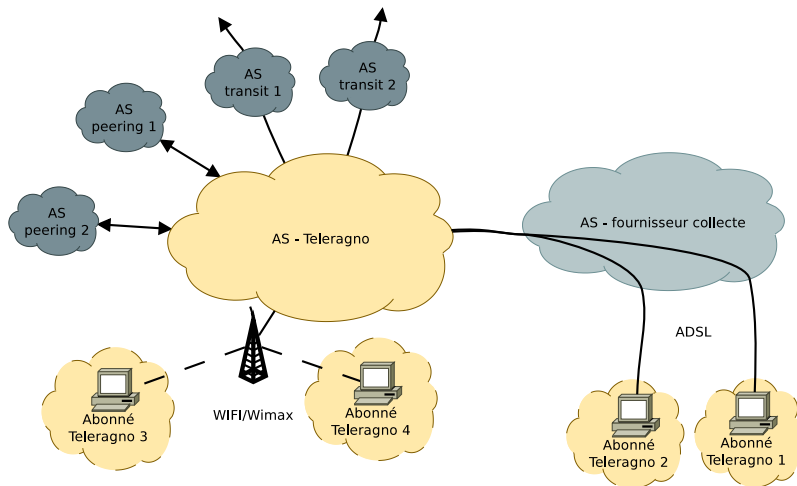 AS
transit 1
AS
transit 2
AS
peering 1
AS
peering 2
AS - Teleragno
AS - fournisseur collecte
ADSL
WIFI/Wimax
Abonné
Teleragno 3
Abonné
Teleragno 4
Abonné
Teleragno 2
Abonné
Teleragno 1